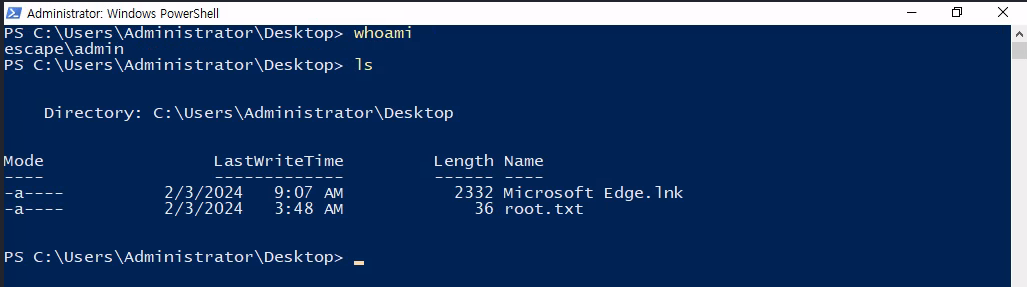 Administrator: Windows PowerShell
PS C:\Users\Administrator\Desktop> whoami
escape\admin
PS C:\Users\Administrator\Desktop> ls
Directory: C:\Users\Administrator\Desktop
Mode LastWriteTime Length Name
---- ------------- ------ ----
-a---- 2/3/2024 9:07 AM 2332 Microsoft Edge.lnk
-a---- 2/3/2024 3:48 AM 36 root.txt
PS C:\Users\Administrator\Desktop>